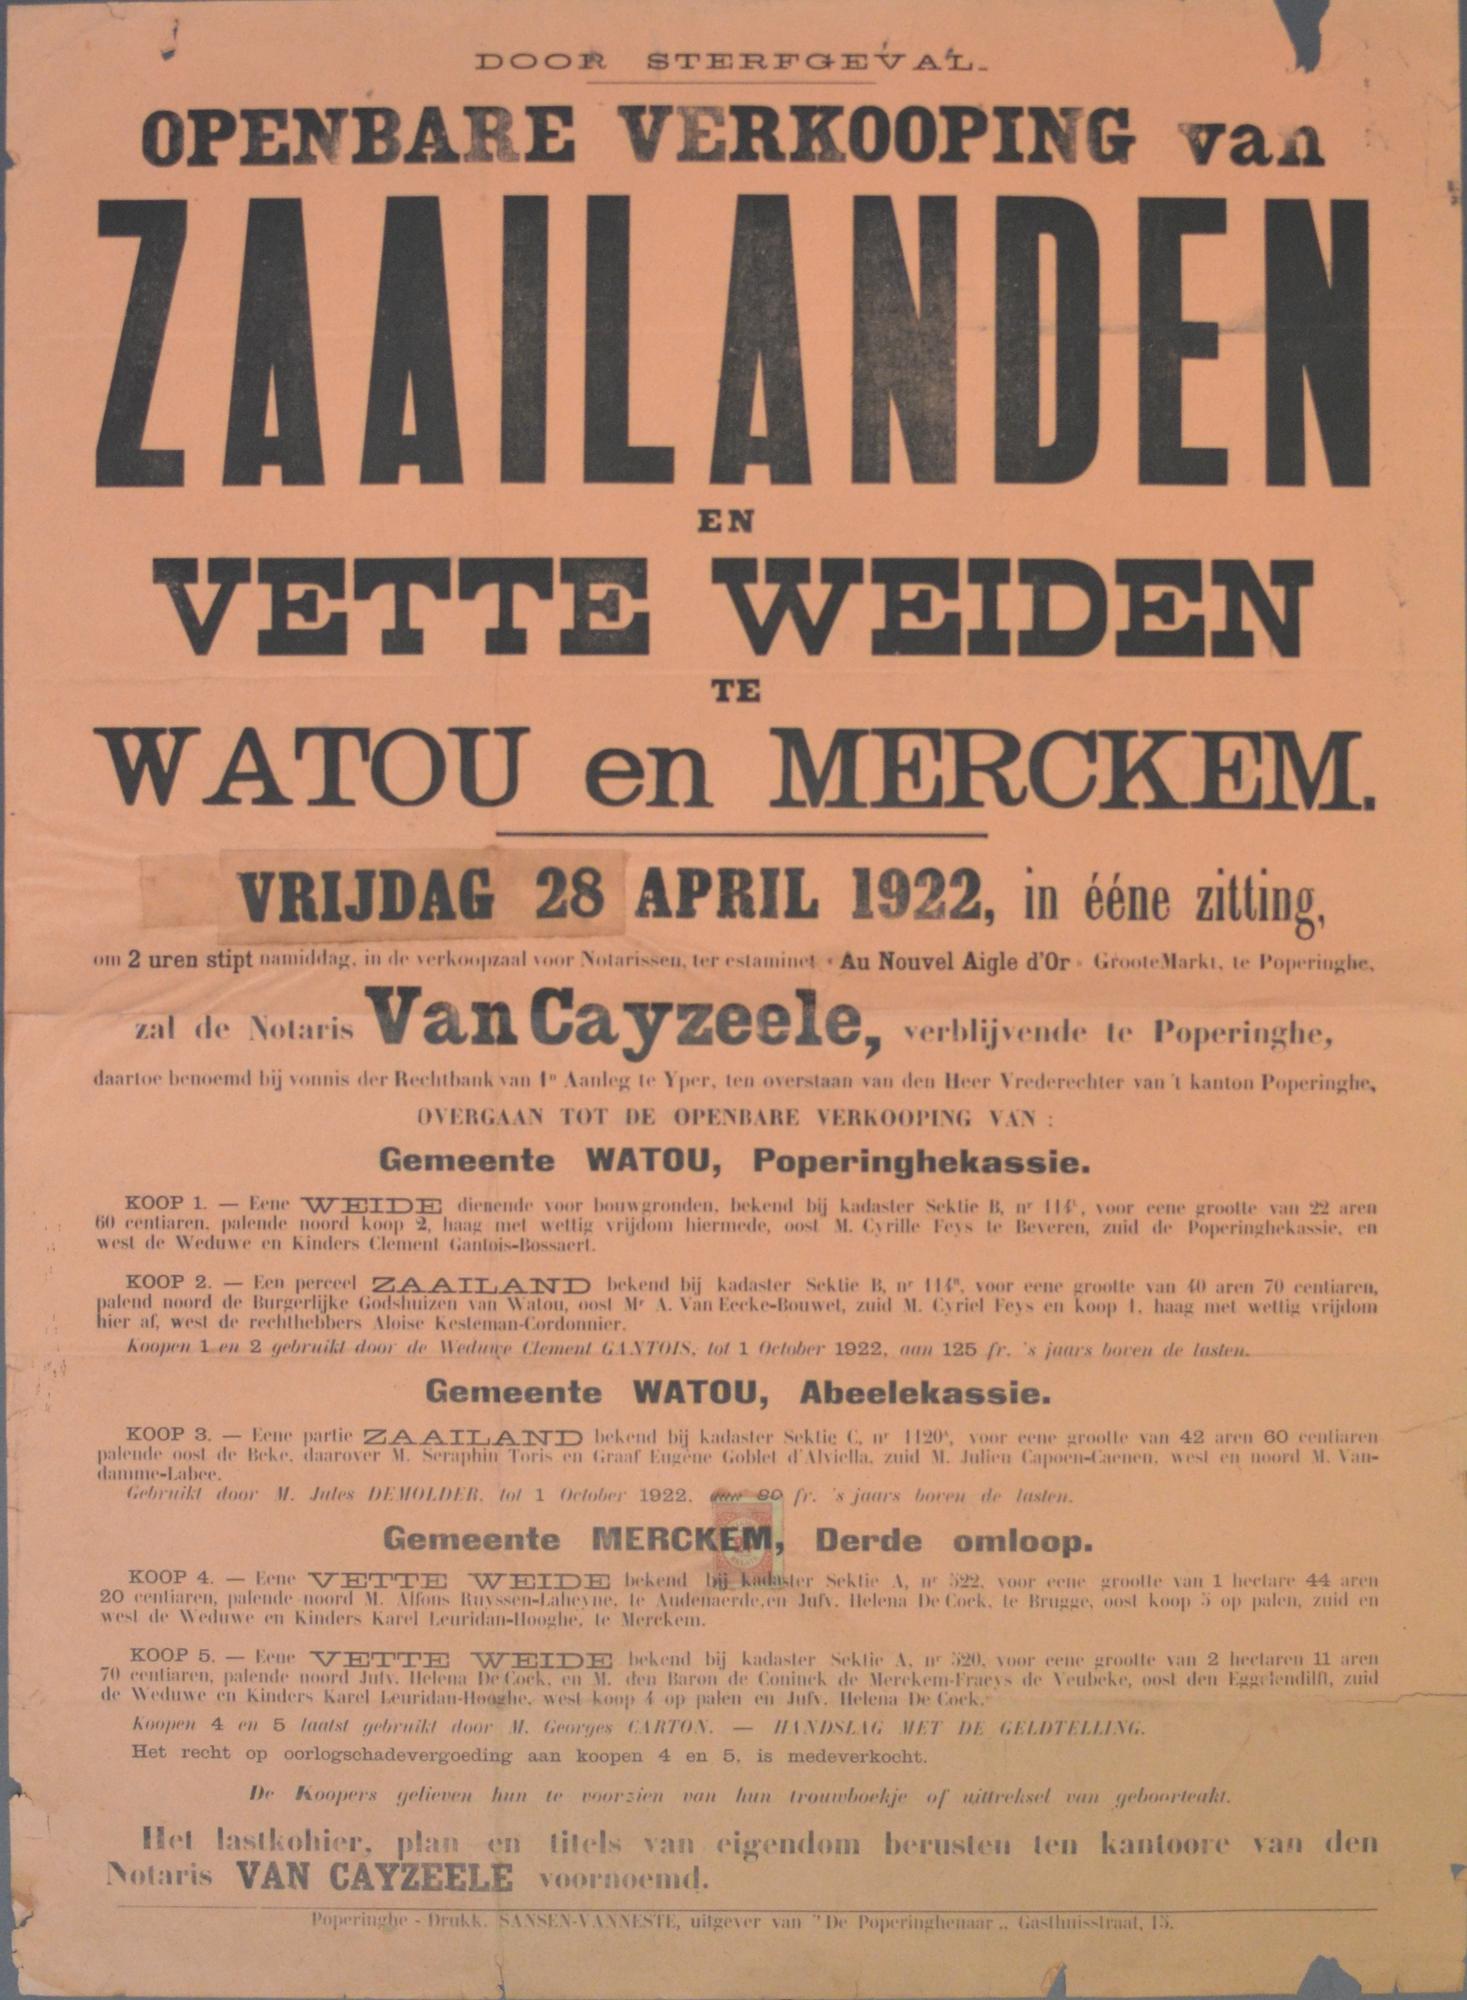 DOOR STERFGEVAL.
OPENBARE VERKOOPING van
ZAAILANDEN
EN
VETTE WEIDEN
TE
WATOU en MERCKEM.
VRIJDAG 28 APRIL 1922, in ééne zitting,
om 2 uren stipt namiddag, in de verkoopzaal voor Notarissen, ter estaminet « Au Nouvel Aigle d'Or » Groote Markt, te Poperinghe,
zal de Notaris Van Cayzeele, verblijvende te Poperinghe,
daartoe benoemd bij vonnis der Rechtbank van 1n Aanleg te Yper, ten overstaan van den Heer Vrederechter van 't kanton Poperinghe,
OVERGAAN TOT DE OPENBARE VERKOOPING VAN :
Gemeente WATOU, Poperinghekassie.
KOOP 1. — Eene WEIDE dienende voor bouwgronden, bekend bij kadaster Sektie B, nr voor eene grootte van 22 aren
60 centiaren, palende noord koop 2, haag met wettig vrijdom hiermede, oost M. Cyrille Feys te Beveren, zuid de Poperinghekassie, en
west de Weduwe en Kinders Clement Gantois-Bossaert.
KOOP 2. — Een perceel ZAAILAND bekend bij kadaster Sektie B, nr voor eene grootte van 40 aren 70 centiaren,
palend noord de Burgerlijke Godshuizen van Watou, oost Mr A. Van Eecke-Bouwet, zuid M. Cyriel Feys en koop 1, haag met wettig vrijdom
hier af, west de rechthebbers Aloise Kesteman-Cordonnier.
Koopen 1 en 2 gebruikt door de Weduwe Clement GANTOIS, tot 1 October 1922, aan 125 fr. 's jaars boven de lasten.
Gemeente WATOU, Abeelekassie.
KOOP 3. — Eene partie ZAAILAND bekend bij kadaster Sektie C, nr voor eene grootte van 42 aren 60 centiaren
palende oost de Beke, daarover M. Seraphin Toris en Graaf Eugène Goblet d'Alviella, zuid M. Julien Capoen-Caenen, west en noord M. Van-
damme-Labee.
Gebruikt door M. Jules DEMOLDER, tot 1 October 1922, aan 80 fr. 's jaars boven de lasten.
Gemeente MERCKEM, Derde omloop.
KOOP 4. — Eene VETTE WEIDE bekend bij kadaster Sektie A, nr 522, voor eene grootte van 1 hectare 44 aren
20 centiaren, palende noord M. Alfons Ruyssen-Laheyne, te Audenaerde, en Jufv. Helena De Cock, te Brugge, oost koop 5 op palen, zuid en
west de Weduwe en Kinders Karel Leuridan-Hooghe, te Merckem.
KOOP 5. — Eene VETTE WEIDE bekend bij kadaster Sektie A, nr 520, voor eene grootte van 2 hectaren 11 aren
70 centiaren, palende noord Jufv. Helena De Cock, en M. den Baron de Coninck de Merckem-Fraeys de Veubeke, oost den zuid
de Weduwe en Kinders Karel Leuridan-Hooghe, west koop 4 op palen en Jufv. Helena De Cock.
Koopen 4 en 5 laatst gebruikt door M. Georges CARTON. — HANDSLAG MET DE GELDTELLING.
Het recht op oorlogschadevergoeding aan koopen 4 en 5, is medeverkocht.
De Koopers gelieven hun te voorzien van hun trouwboekje of uittreksel van geboorteakt.
Het lastkohier, plan en titels van eigendom berusten ten kantoore van den
Notaris VAN CAYZEELE voornoemd.
Poperinghe - Drukk. SANSEN-VANNESTE, uitgever van "De Poperinghenaar„ Gasthuisstraat, 15.